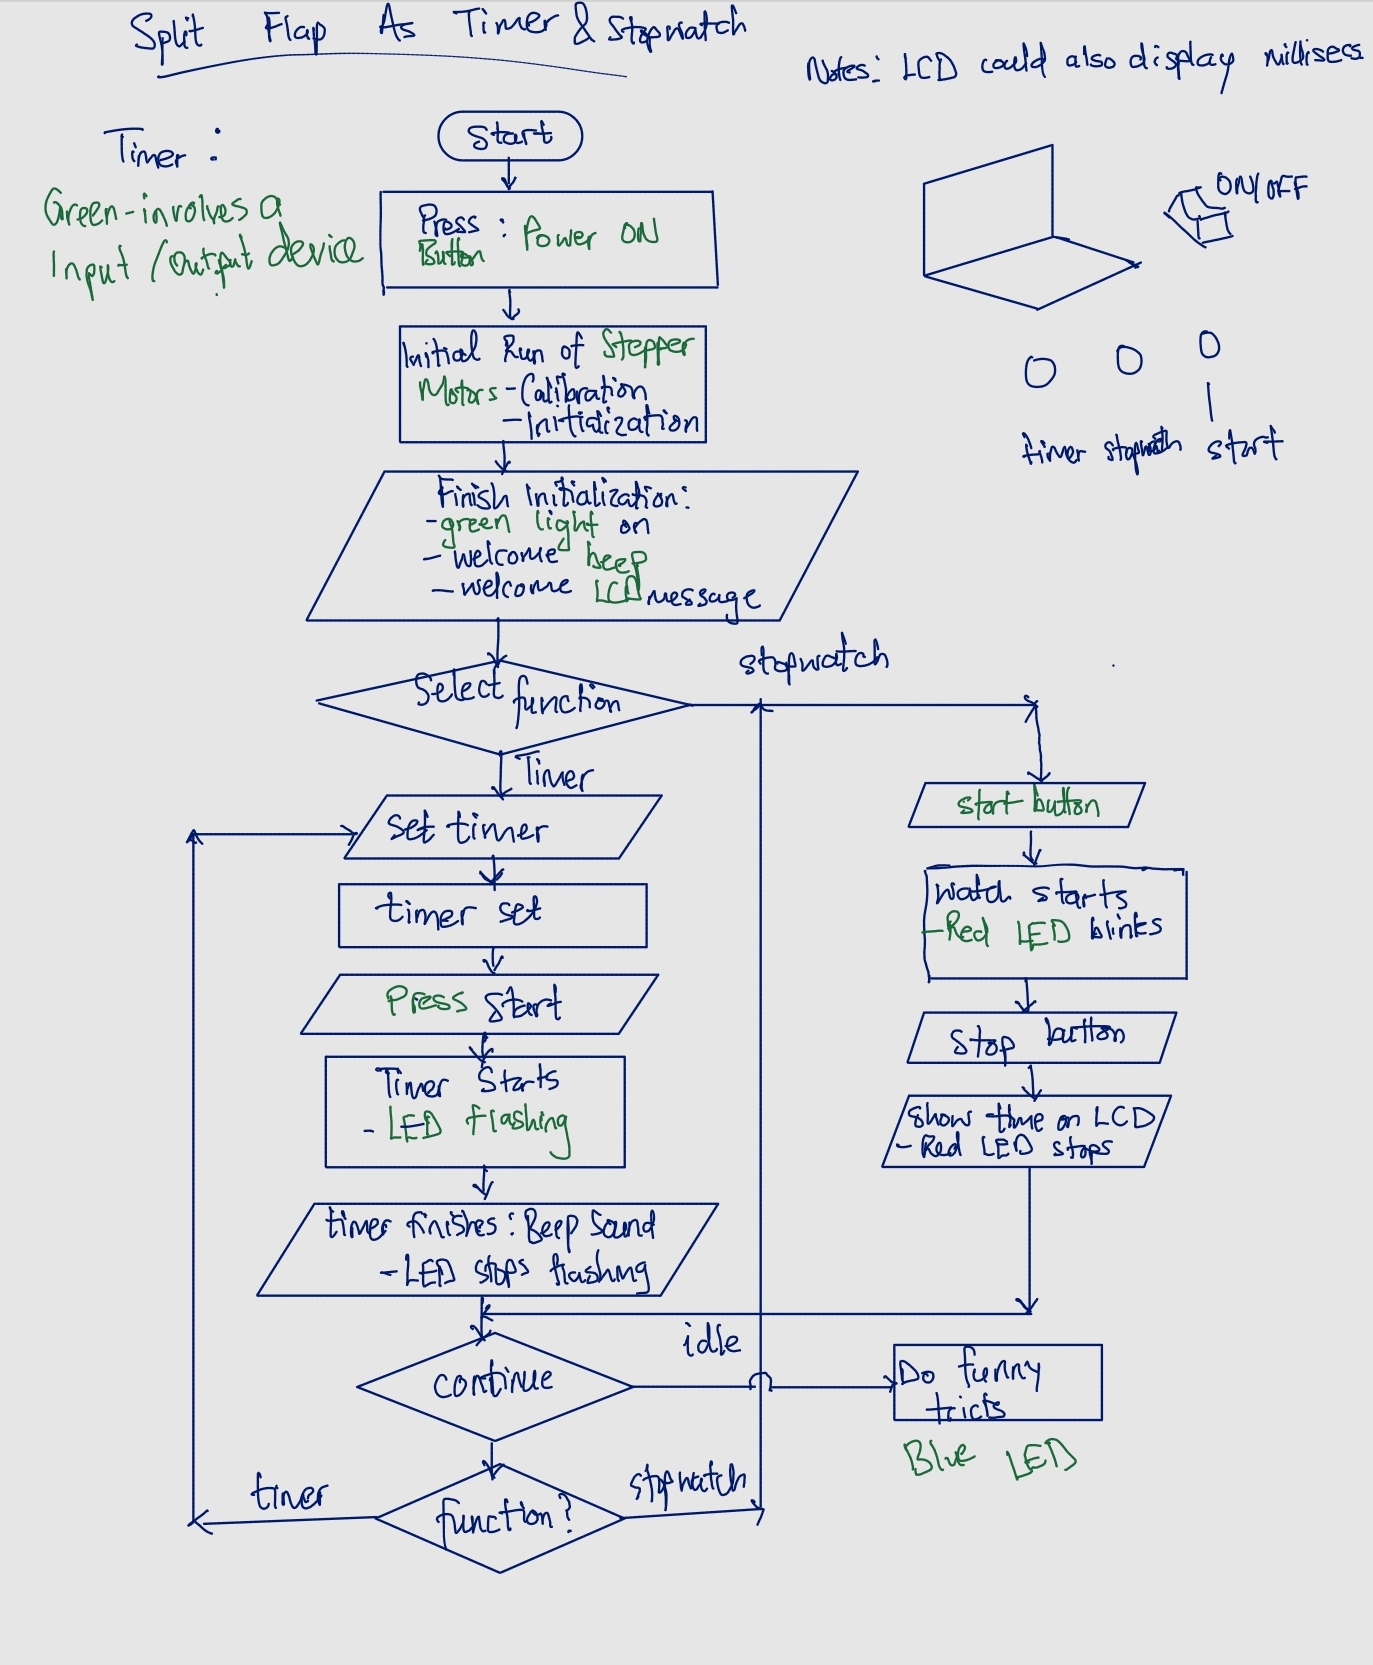 Split Flap As Timer & Stopwatch
Notes: LCD could also display millisecs
Timer :
Green-involves a
Input / output device
Start
Press : Power ON
Button
ON/OFF
Initial Run of Stepper
Motors - Calibration
- Initialization
timer stopwatch start
Finish Initialization:
- green light on
- welcome beep
- welcome LCD message
Select function
stopwatch
Timer
Set timer
start button
timer set
watch starts
- Red LED blinks
Press Start
Stop button
Timer Starts
- LED flashing
Show time on LCD
- Red LED stops
timer finishes : Beep Sound
- LED stops flashing
idle
continue
Do funny
tricts
Blue LED
timer
function?
stopwatch